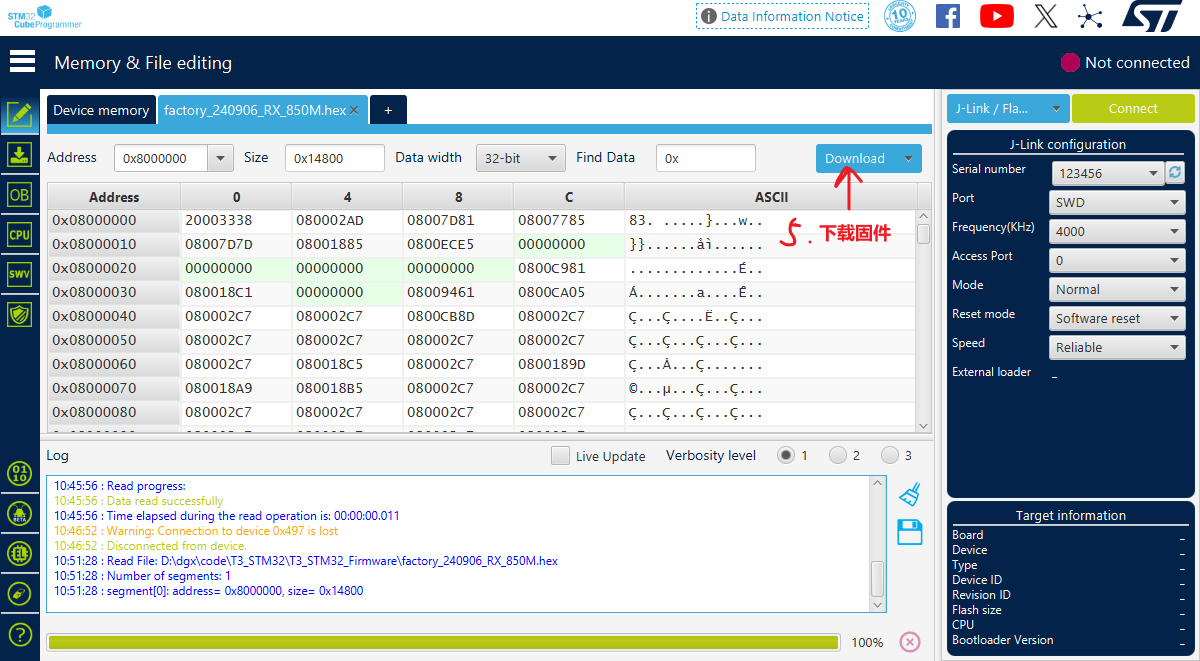 STM32
CubeProgrammer
Data Information Notice
10 YEARS
Memory & File editing
Not connected
Device memory
factory_240906_RX_850M.hex
+
J-Link / Fla...
Connect
Address 0x8000000 Size 0x14800 Data width 32-bit Find Data 0x Download
Address 0 4 8 C ASCII
0x08000000 20003338 080002AD 08007D81 08007785 83. .....}...w..
0x08000010 08007D7D 08001885 0800ECE5 00000000 }}......åì......
0x08000020 00000000 00000000 00000000 0800C981 .............É..
0x08000030 080018C1 00000000 08009461 0800CA05 Á.......a....Ê..
0x08000040 080002C7 080002C7 0800CB8D 080002C7 Ç...Ç....Ë..Ç...
0x08000050 080002C7 080002C7 080002C7 080002C7 Ç...Ç...Ç...Ç...
0x08000060 080002C7 080018C5 080002C7 0800189D Ç...Å...Ç.......
0x08000070 080018A9 080018B5 080002C7 080002C7 ©...µ...Ç...Ç...
0x08000080 080002C7 080002C7 080002C7 080002C7 Ç...Ç...Ç...Ç...
5. 下载固件
OB
CPU
SWV
01
10
BETA
J-Link configuration
Serial number 123456
Port SWD
Frequency(KHz) 4000
Access Port 0
Mode Normal
Reset mode Software reset
Speed Reliable
External loader _
Log
Live Update Verbosity level 1 2 3
10:45:56 : Read progress:
10:45:56 : Data read successfully
10:45:56 : Time elapsed during the read operation is: 00:00:00.011
10:46:52 : Warning: Connection to device 0x497 is lost
10:46:52 : Disconnected from device.
10:51:28 : Read File: D:\dgx\code\T3_STM32\T3_STM32_Firmware\factory_240906_RX_850M.hex
10:51:28 : Number of segments: 1
10:51:28 : segment[0]: address= 0x8000000, size= 0x14800
100%
Target information
Board _
Device _
Type _
Device ID _
Revision ID _
Flash size _
CPU _
Bootloader Version _